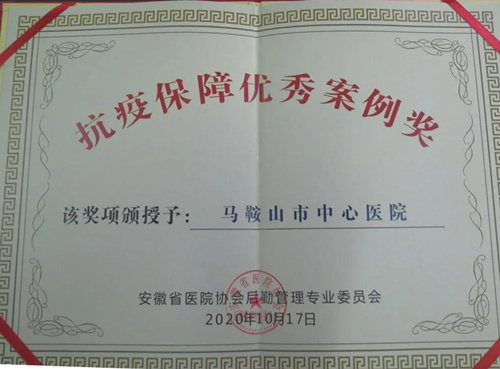 抗疫保障优秀案例奖
该奖项颁授予：马鞍山市中心医院
安徽省医院协会后勤管理专业委员会
2020年10月17日